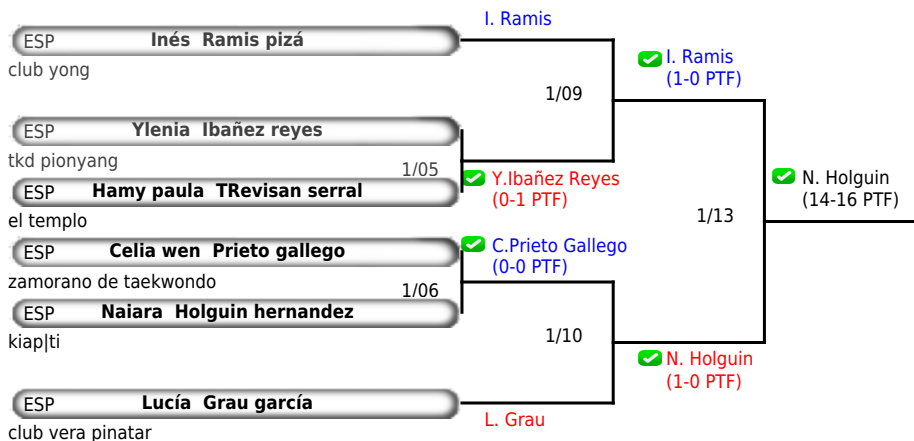 I. Ramis
ESP Inés Ramis pizá
club yong
I. Ramis
(1-0 PTF)
1/09
ESP Ylenia Ibañez reyes
tkd pionyang
1/05
Y.Ibañez Reyes
(0-1 PTF)
ESP Hamy paula TRevisan serral
el templo
N. Holguin
(14-16 PTF)
1/13
ESP Celia wen Prieto gallego
zamorano de taekwondo
C.Prieto Gallego
(0-0 PTF)
1/06
ESP Naiara Holguin hernandez
kiap|ti
1/10
N. Holguin
(1-0 PTF)
ESP Lucía Grau garcía
club vera pinatar
L. Grau